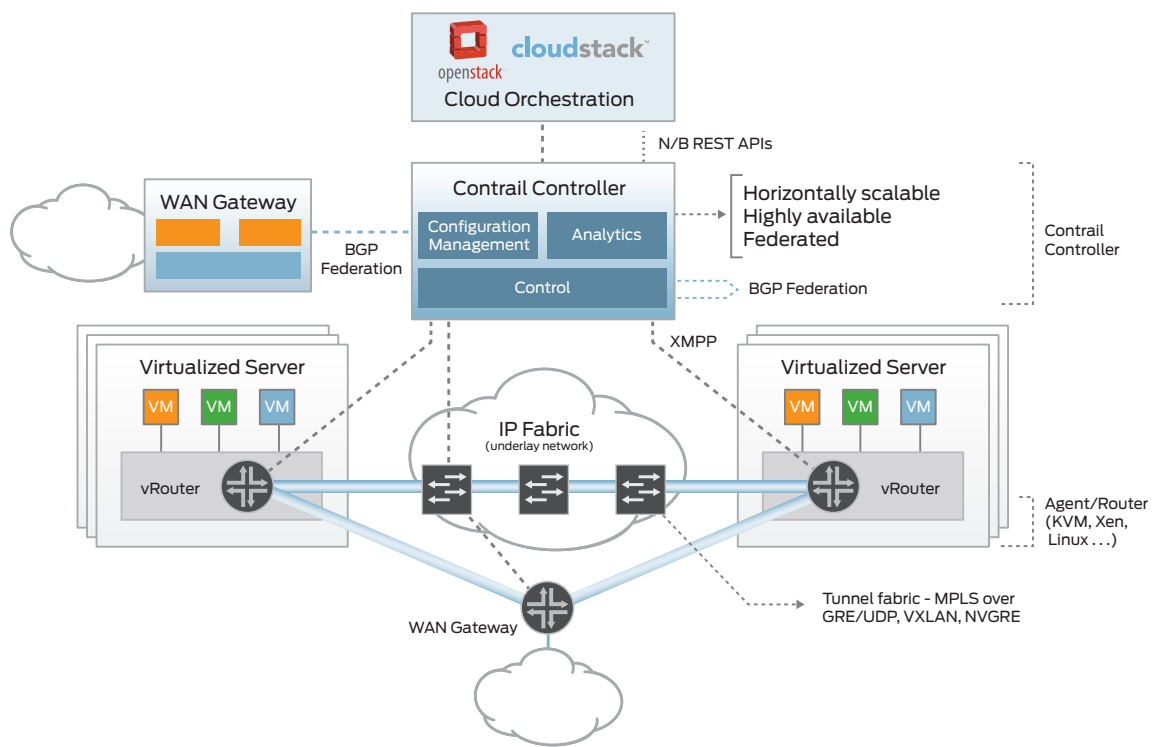 openstack™
cloudstack™
Cloud Orchestration
N/B REST APIs
WAN Gateway
BGP
Federation
Contrail Controller
Configuration
Management
Analytics
Control
Horizontally scalable
Highly available
Federated
BGP Federation
Contrail
Controller
XMPP
Virtualized Server
VM
VM
VM
vRouter
IP Fabric
(underlay network)
Virtualized Server
VM
VM
VM
vRouter
Agent/Router
(KVM, Xen,
Linux . . .)
WAN Gateway
Tunnel fabric - MPLS over
GRE/UDP, VXLAN, NVGRE